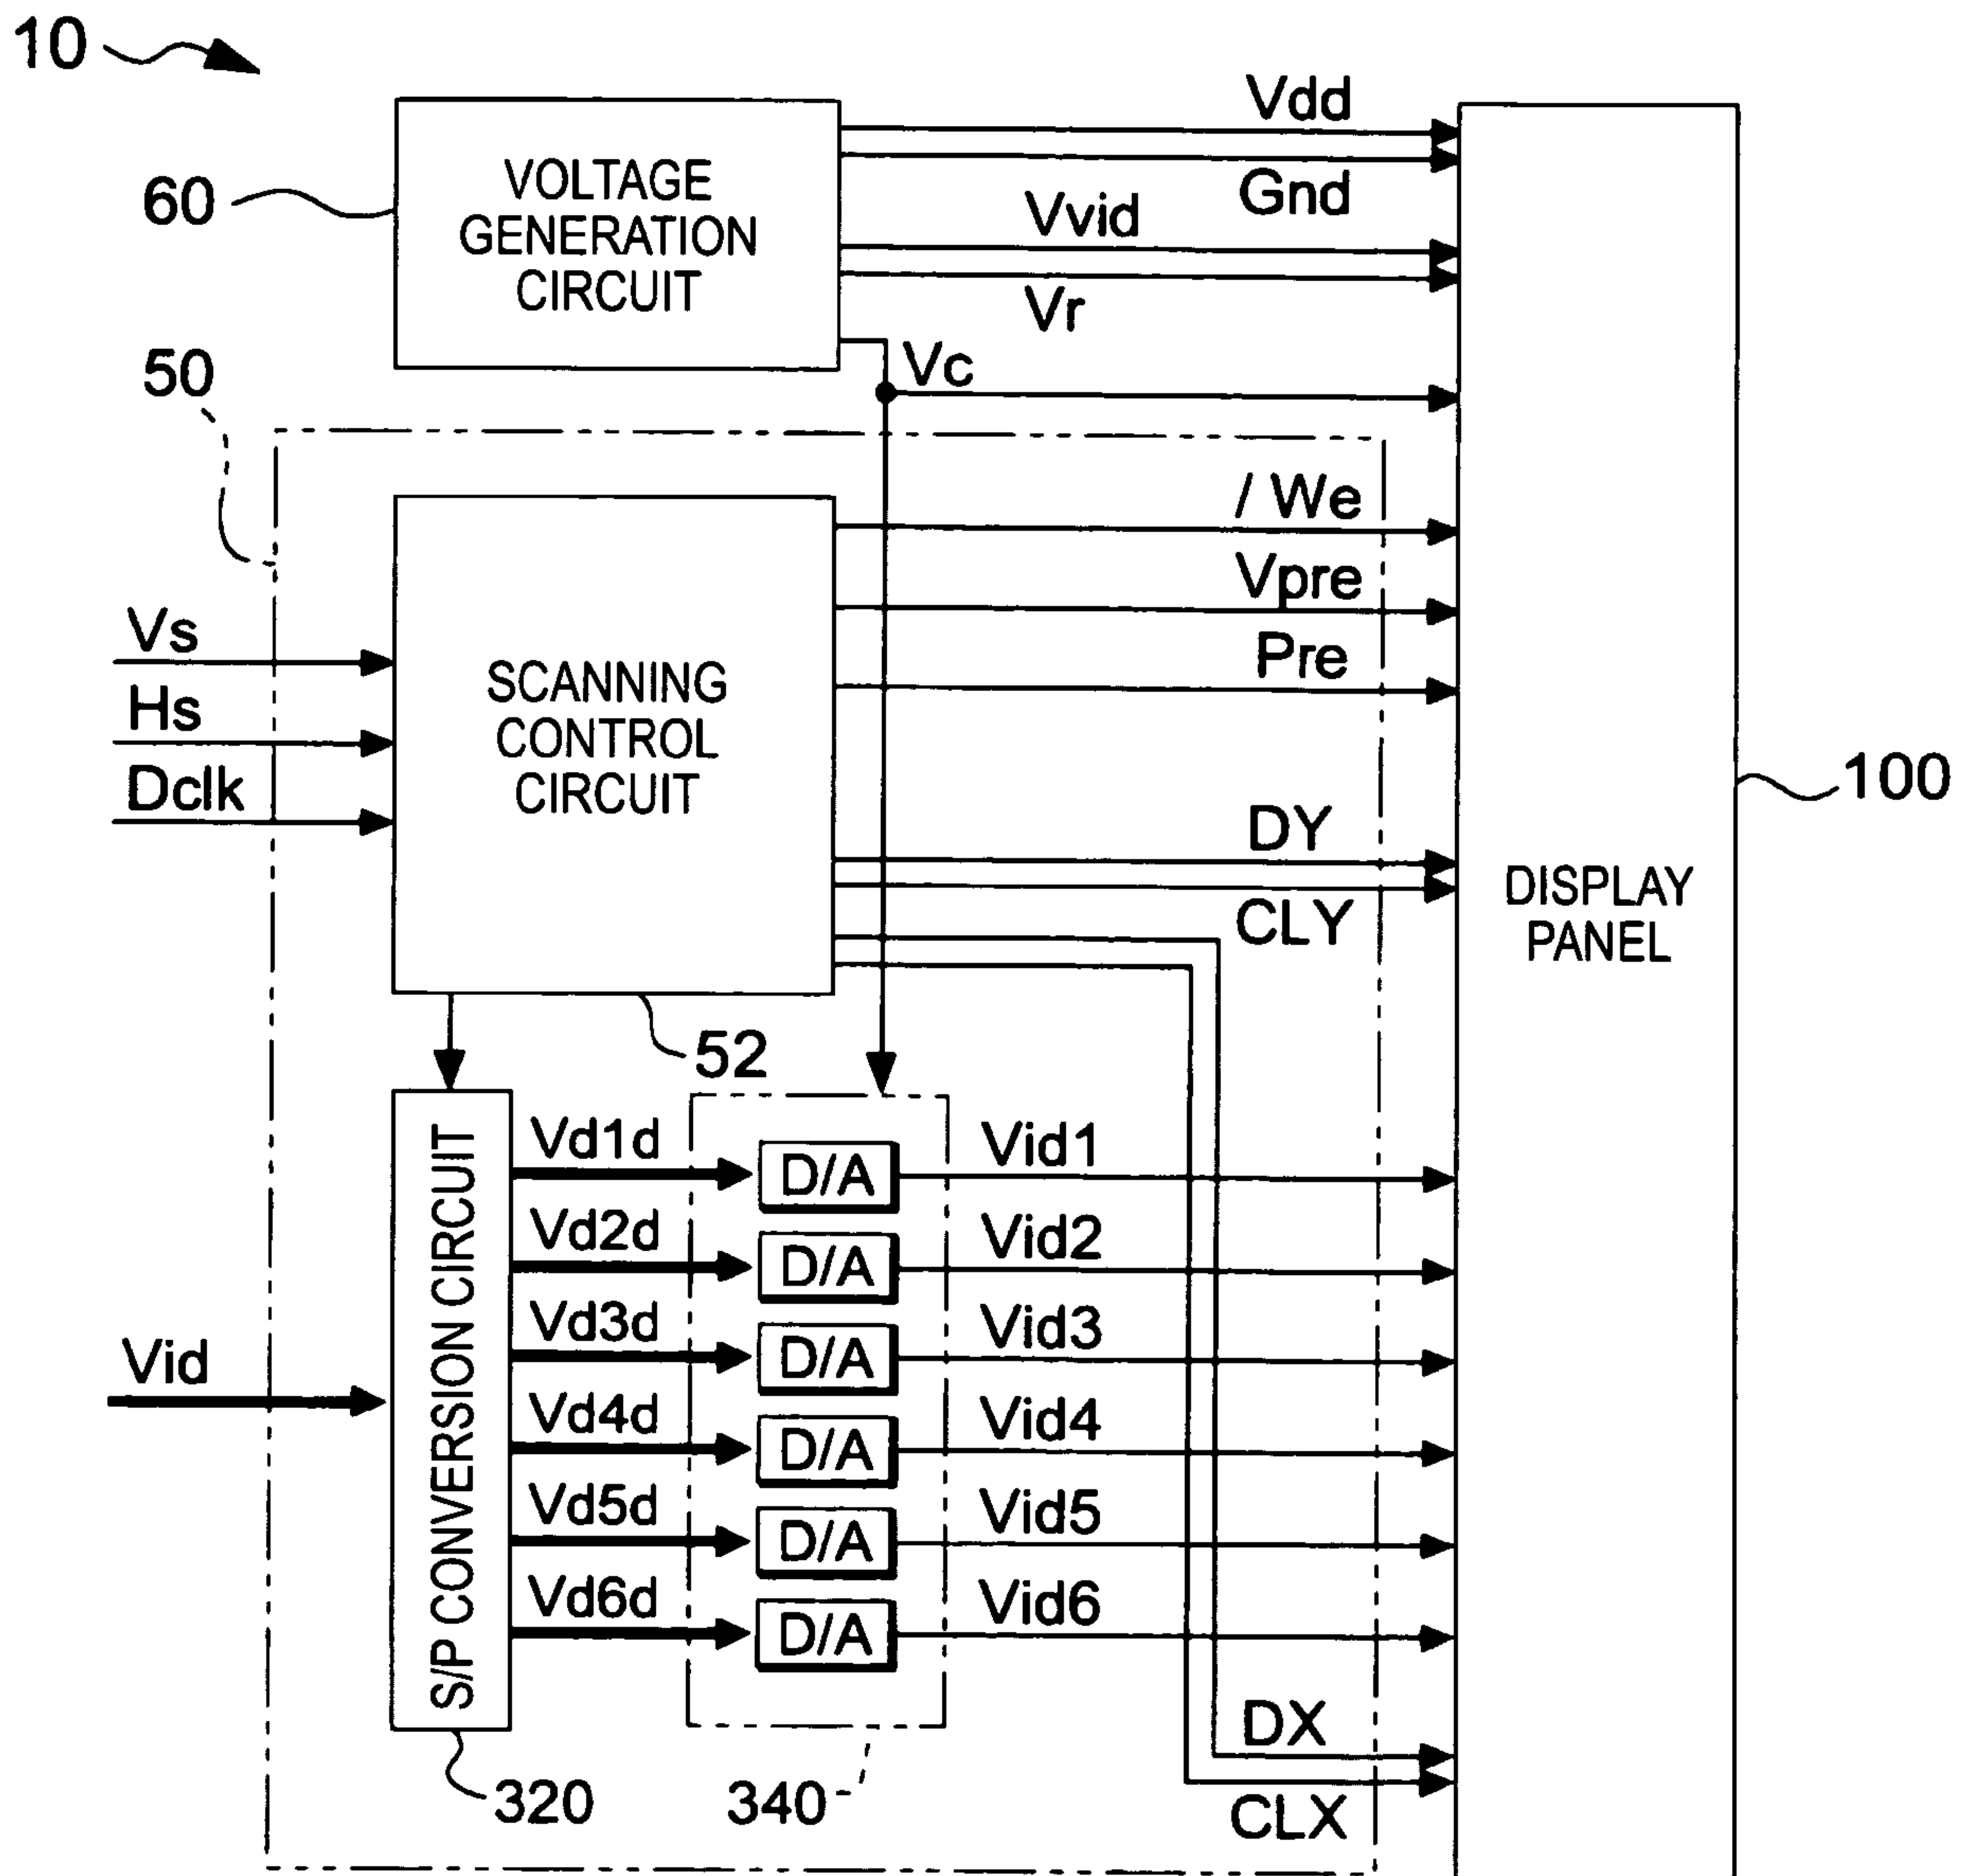 10
Vdd
VOLTAGE
GENERATION
CIRCUIT
60
Gnd
Vvid
Vr
50
Vc
/ We
Vpre
Vs
Pre
SCANNING
CONTROL
CIRCUIT
Hs
Dclk
100
DY
DISPLAY
PANEL
CLY
52
S/P CONVERSION CIRCUIT
Vd1d
D/A
Vid1
Vd2d
D/A
Vid2
Vd3d
D/A
Vid3
Vid
Vd4d
D/A
Vid4
Vd5d
D/A
Vid5
Vd6d
D/A
Vid6
DX
320
340
CLX